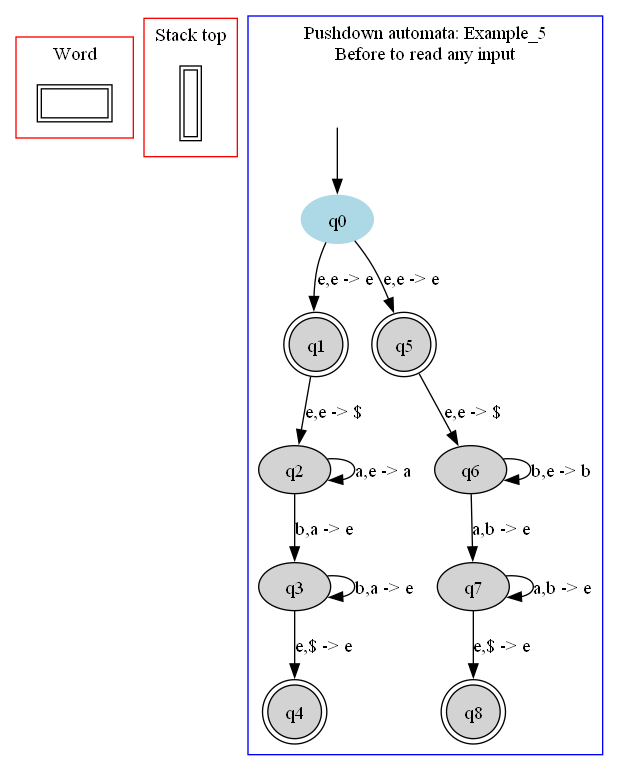 Word
Stack top
Pushdown automata: Example_5
Before to read any input
q0
e,e -> e
e,e -> e
q1
q5
e,e -> $
e,e -> $
q2
a,e -> a
q6
b,e -> b
b,a -> e
a,b -> e
q3
b,a -> e
q7
a,b -> e
e,$ -> e
e,$ -> e
q4
q8